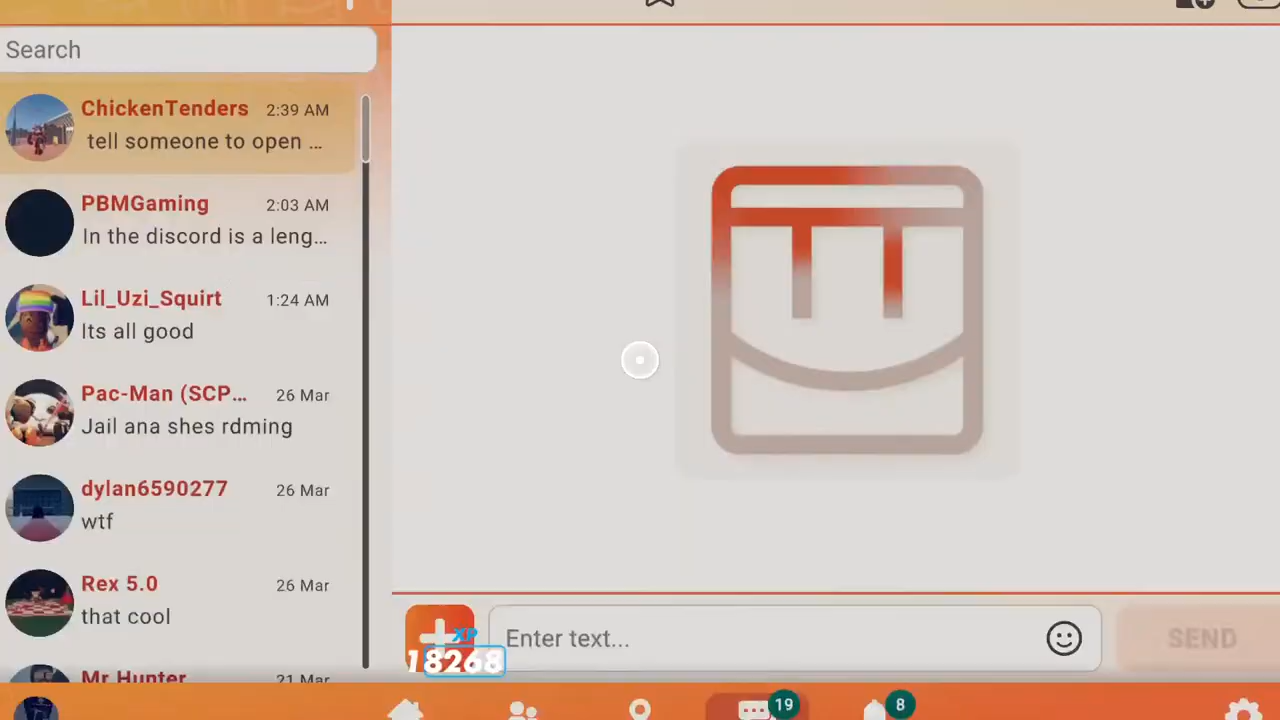 Search
ChickenTenders 2:39 AM
tell someone to open ...
PBMGaming 2:03 AM
In the discord is a leng...
Lil_Uzi_Squirt 1:24 AM
Its all good
Pac-Man (SCP... 26 Mar
Jail ana shes rdming
dylan6590277 26 Mar
wtf
Rex 5.0 26 Mar
that cool
Mr Hunter 21 Mar
XP
18268
Enter text...
SEND
19
8